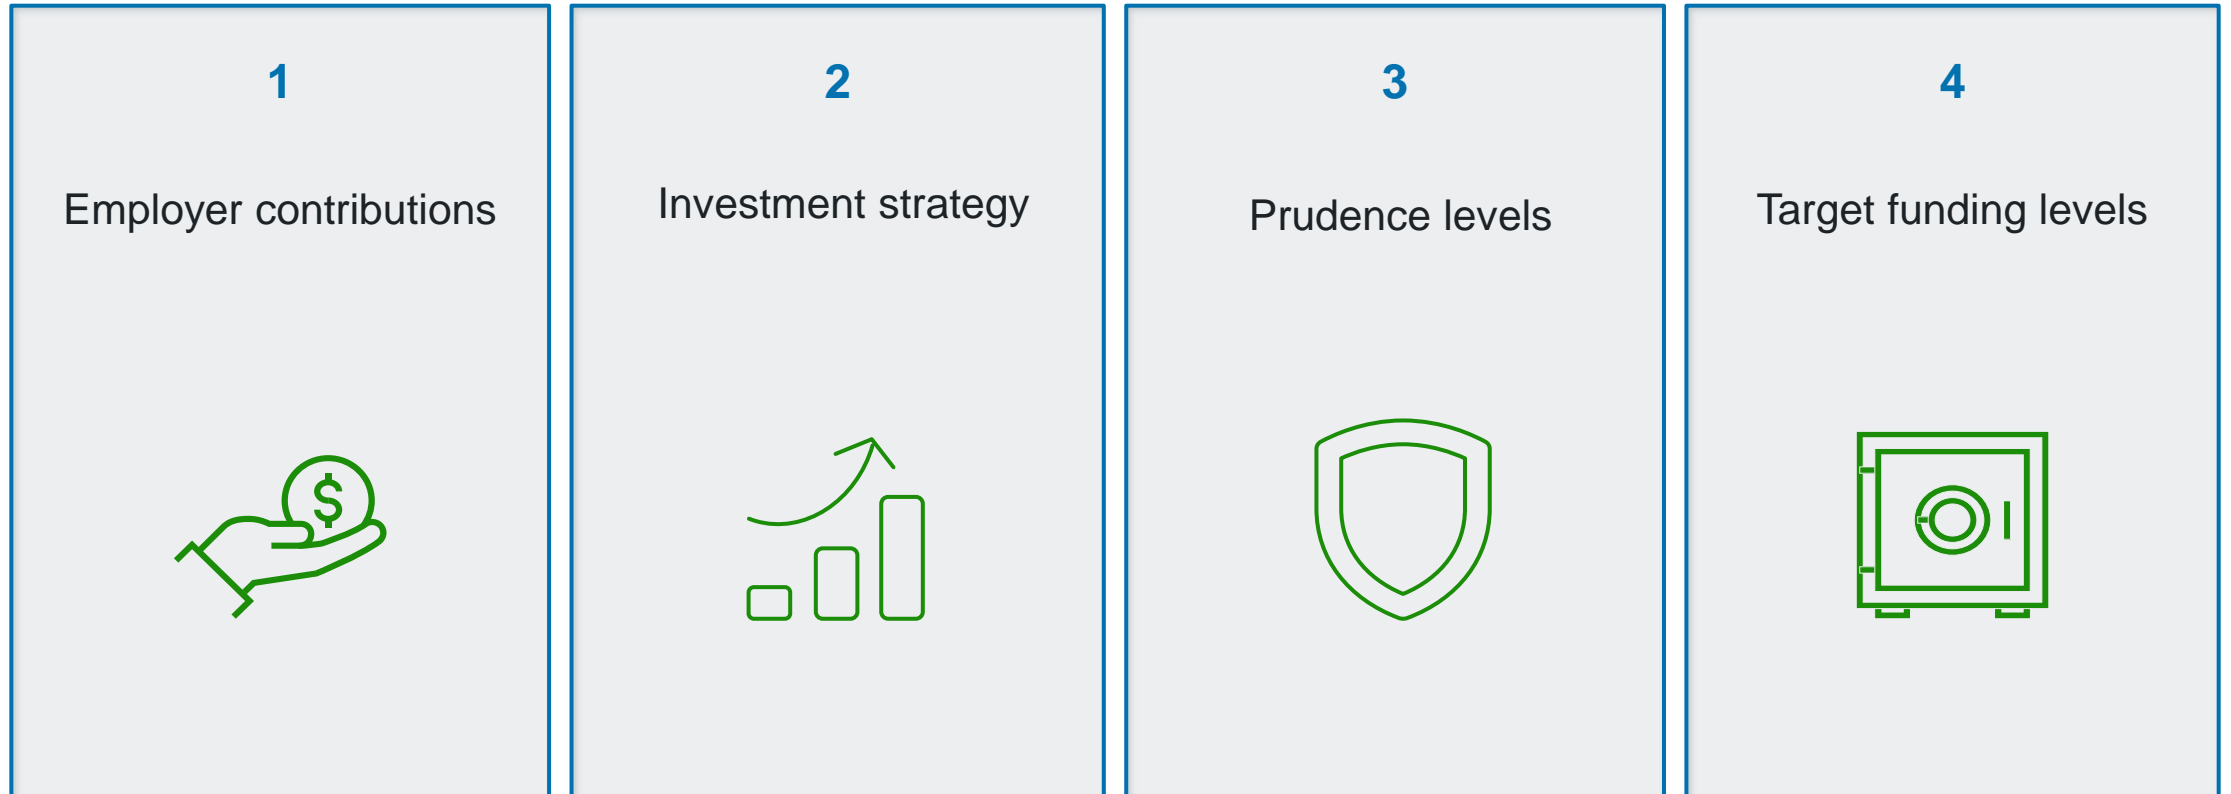 1
Employer contributions
$
2
Investment strategy
3
Prudence levels
4
Target funding levels